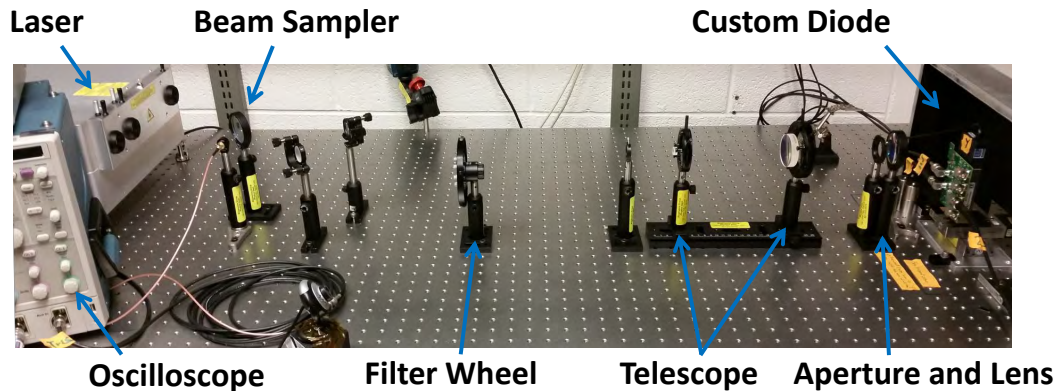 Laser
Beam Sampler
Custom Diode
Oscilloscope
Filter Wheel
Telescope
Aperture and Lens